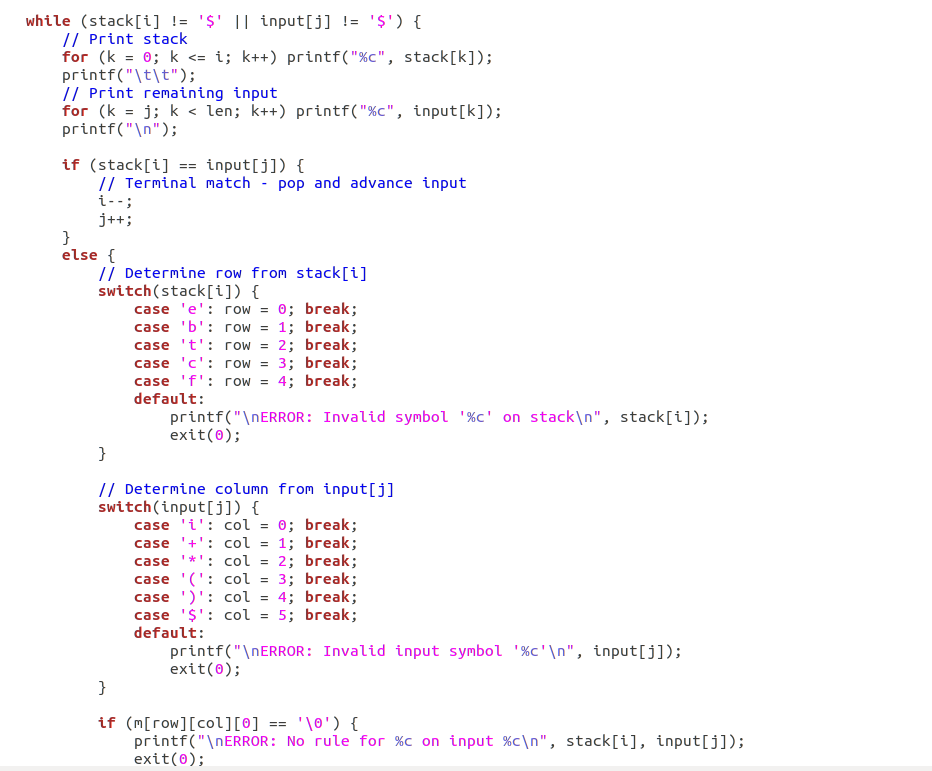 while (stack[i] != '$' || input[j] != '$') {
    // Print stack
    for (k = 0; k <= i; k++) printf("%c", stack[k]);
    printf("\t\t");
    // Print remaining input
    for (k = j; k < len; k++) printf("%c", input[k]);
    printf("\n");

    if (stack[i] == input[j]) {
        // Terminal match - pop and advance input
        i--;
        j++;
    }
    else {
        // Determine row from stack[i]
        switch(stack[i]) {
            case 'e': row = 0; break;
            case 'b': row = 1; break;
            case 't': row = 2; break;
            case 'c': row = 3; break;
            case 'f': row = 4; break;
            default:
                printf("\nERROR: Invalid symbol '%c' on stack\n", stack[i]);
                exit(0);
        }

        // Determine column from input[j]
        switch(input[j]) {
            case 'i': col = 0; break;
            case '+': col = 1; break;
            case '*': col = 2; break;
            case '(': col = 3; break;
            case ')': col = 4; break;
            case '$': col = 5; break;
            default:
                printf("\nERROR: Invalid input symbol '%c'\n", input[j]);
                exit(0);
        }

        if (m[row][col][0] == '\0') {
            printf("\nERROR: No rule for %c on input %c\n", stack[i], input[j]);
            exit(0);